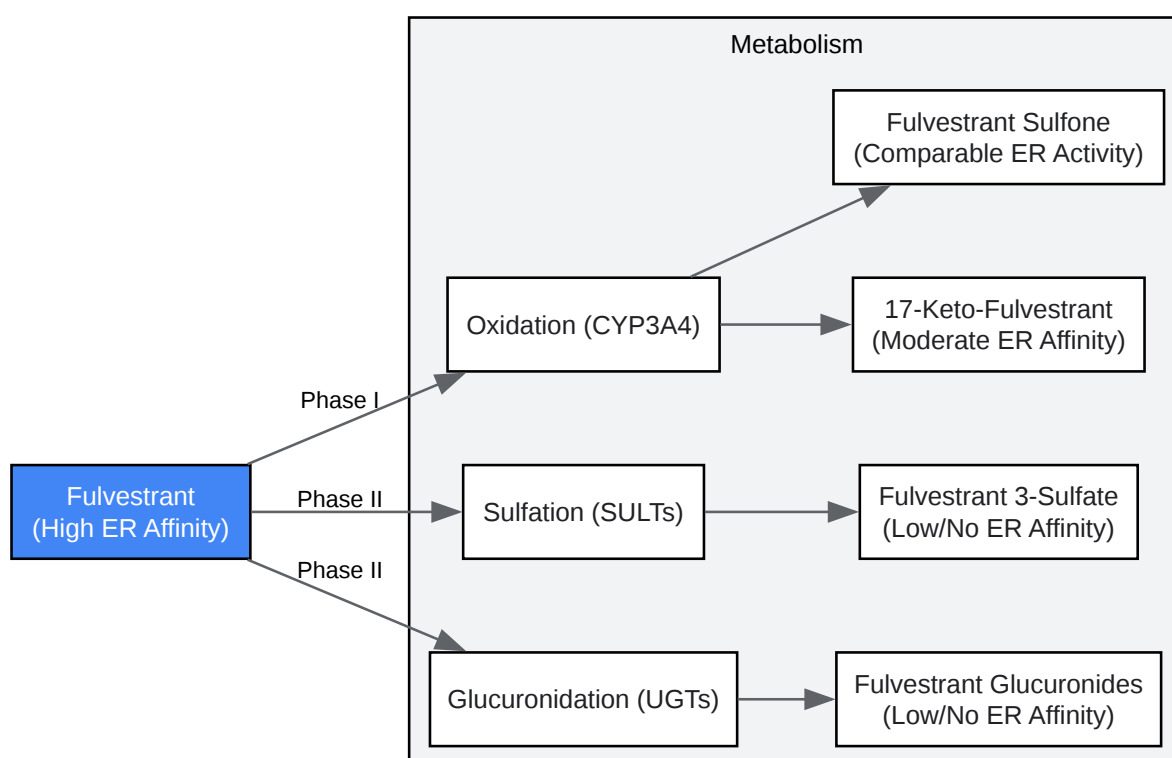 Metabolism
Fulvestrant Sulfone
(Comparable ER Activity)
Oxidation (CYP3A4)
17-Keto-Fulvestrant
(Moderate ER Affinity)
Phase I
Fulvestrant
(High ER Affinity)
Phase II
Sulfation (SULTs)
Fulvestrant 3-Sulfate
(Low/No ER Affinity)
Phase II
Glucuronidation (UGTs)
Fulvestrant Glucuronides
(Low/No ER Affinity)